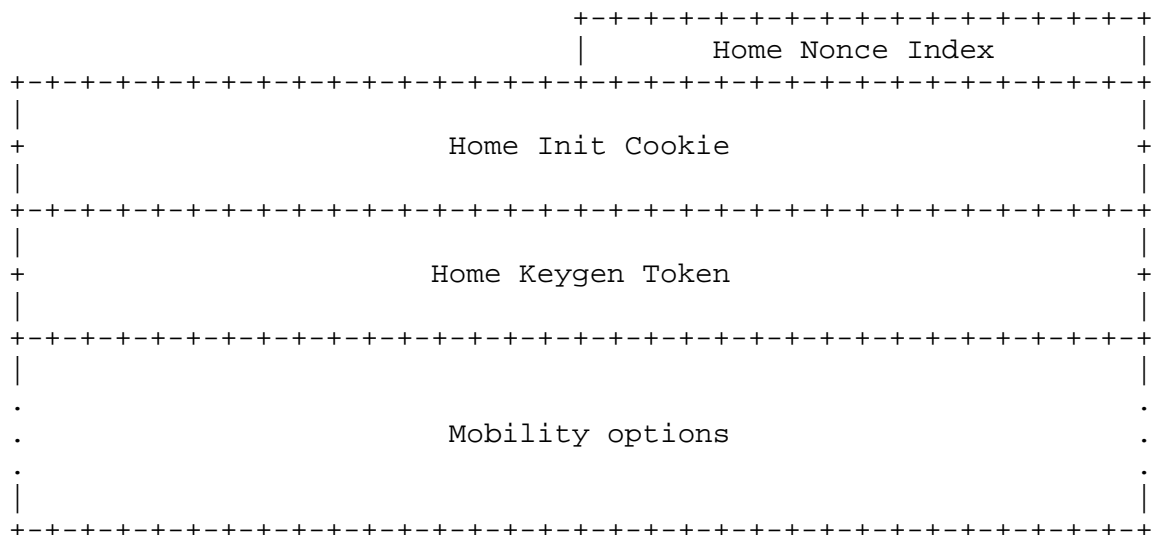 Home Nonce Index
Home Init Cookie
Home Keygen Token
Mobility options